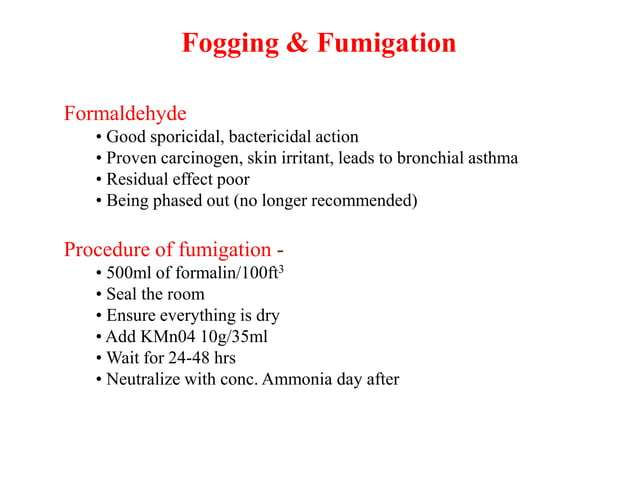 Fogging & Fumigation
Formaldehyde
• Good sporicidal, bactericidal action
• Proven carcinogen, skin irritant, leads to bronchial asthma
• Residual effect poor
• Being phased out (no longer recommended)
Procedure of fumigation -
• 500ml of formalin/100ft³
• Seal the room
• Ensure everything is dry
• Add KMn04 10g/35ml
• Wait for 24-48 hrs
• Neutralize with conc. Ammonia day after